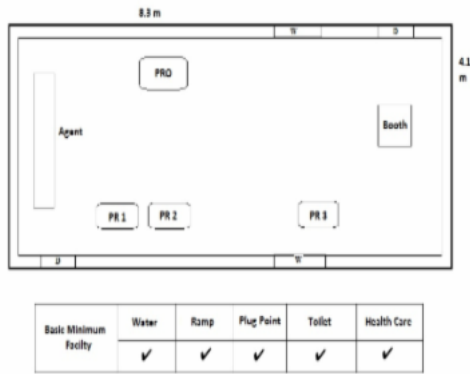 8.3 m
W D
4.1
m
PRO
Agent
Booth
PR 1 PR 2 PR 3
D W
Basic Minimum
Facilty
Water Ramp Plug Point Toilet Health Care
✓ ✓ ✓ ✓ ✓